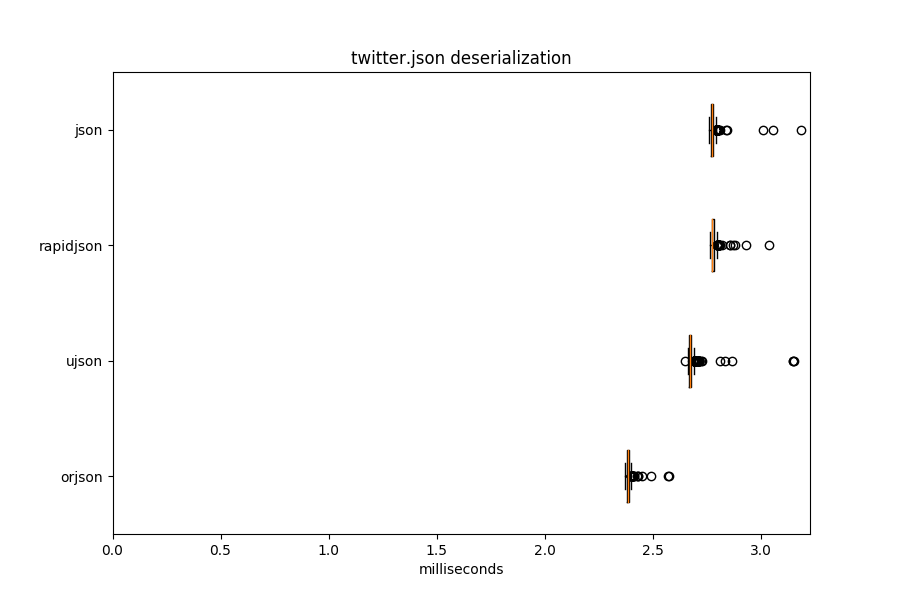 twitter.json deserialization
json
rapidjson
ujson
orjson
0.0 0.5 1.0 1.5 2.0 2.5 3.0
milliseconds